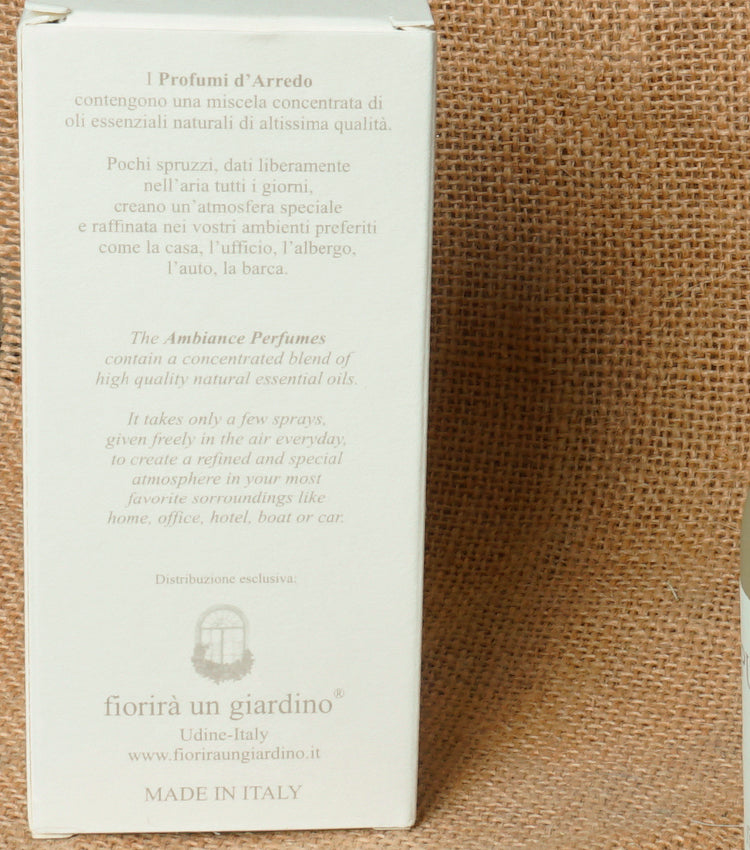 I Profumi d'Arredo
contengono una miscela concentrata di
oli essenziali naturali di altissima qualità.
Pochi spruzzi, dati liberamente
nell'aria tutti i giorni,
creano un'atmosfera speciale
e raffinata nei vostri ambienti preferiti
come la casa, l'ufficio, l'albergo,
l'auto, la barca.
The Ambiance Perfumes
contain a concentrated blend of
high quality natural essential oils.
It takes only a few sprays,
given freely in the air everyday,
to create a refined and special
atmosphere in your most
favorite sorroundings like
home, office, hotel, boat or car.
Distribuzione esclusiva:
fiorirà un giardino®
Udine-Italy
www.fioriraungiardino.it
MADE IN ITALY